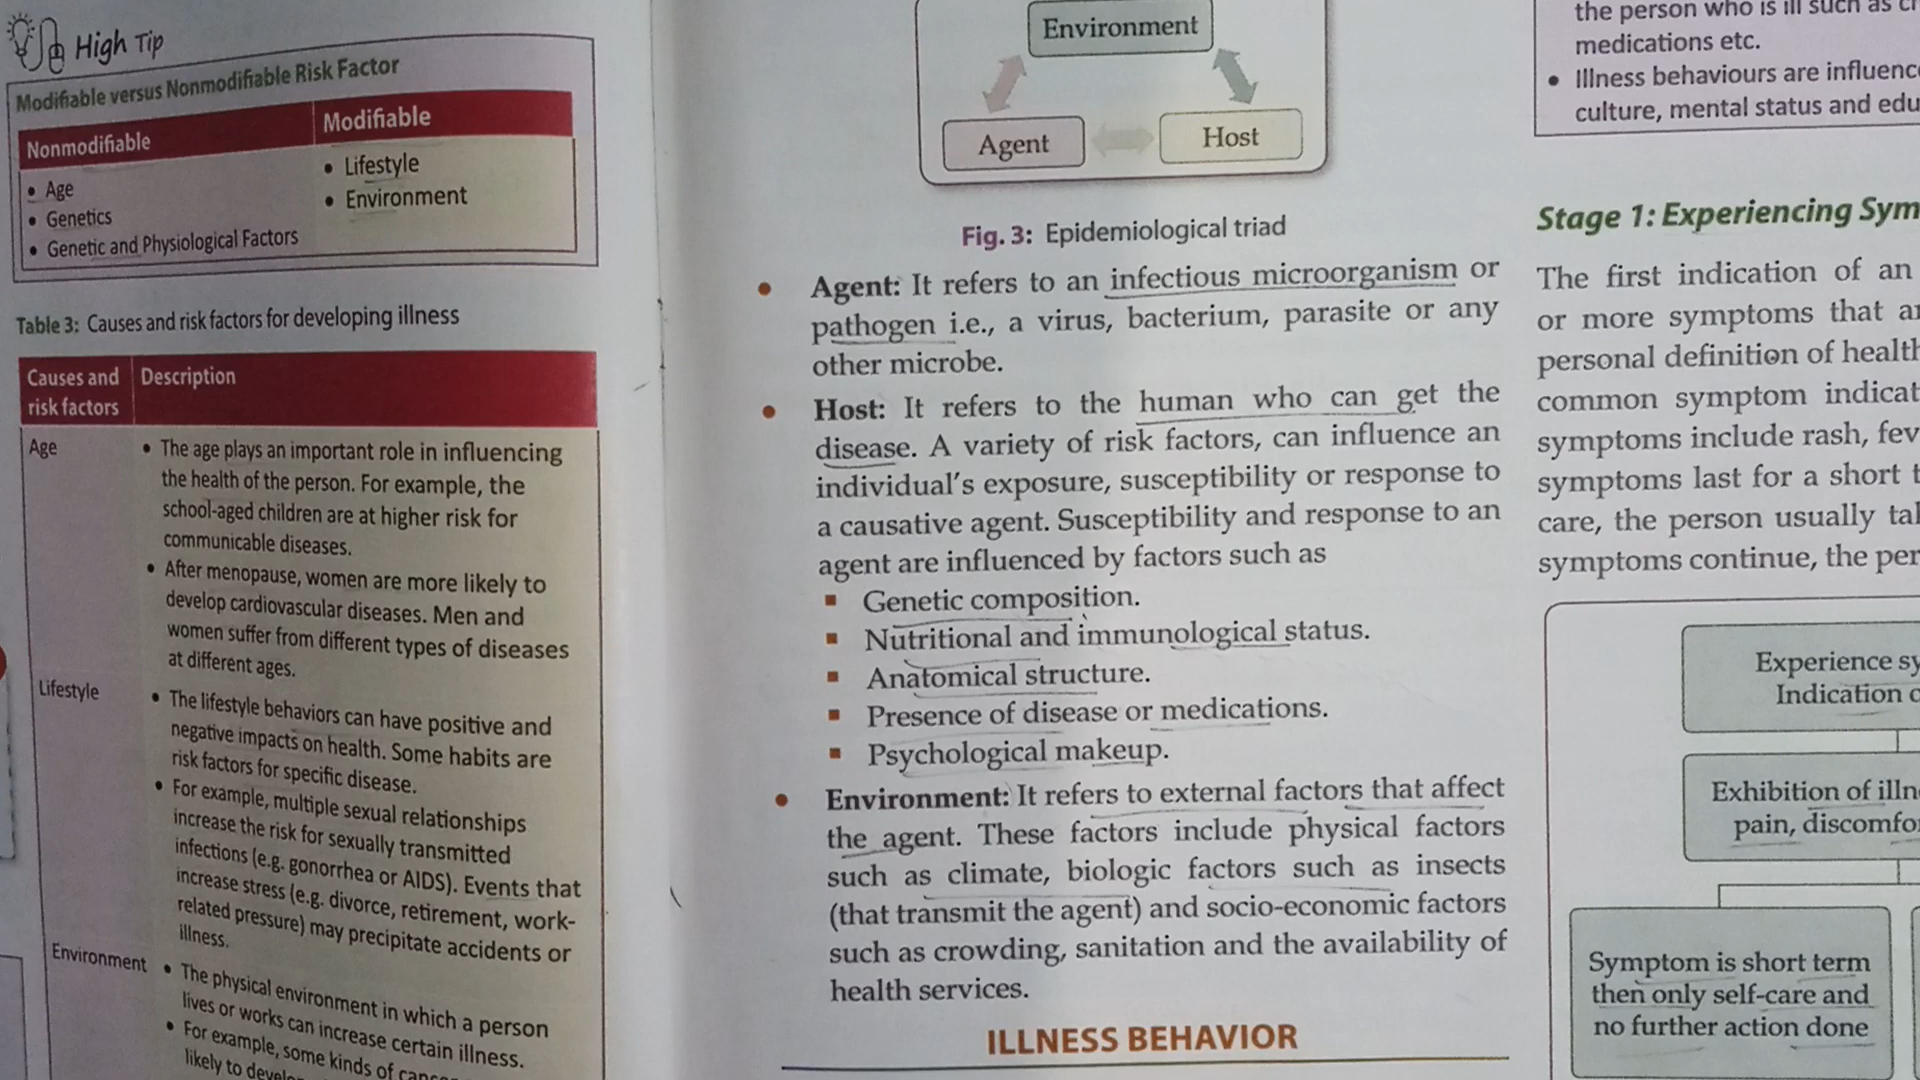 High Tip
Modifiable versus Nonmodifiable Risk Factor
Nonmodifiable
Modifiable
• Age
• Genetics
• Genetic and Physiological Factors
• Lifestyle
• Environment
Table 3: Causes and risk factors for developing illness
Causes and
risk factors
Description
Age
• The age plays an important role in influencing
the health of the person. For example, the
school-aged children are at higher risk for
communicable diseases.
• After menopause, women are more likely to
develop cardiovascular diseases. Men and
women suffer from different types of diseases
at different ages.
Lifestyle
• The lifestyle behaviors can have positive and
negative impacts on health. Some habits are
risk factors for specific disease.
• For example, multiple sexual relationships
increase the risk for sexually transmitted
infections (e.g. gonorrhea or AIDS). Events that
increase stress (e.g. divorce, retirement, work-
related pressure) may precipitate accidents or
illness.
Environment
• The physical environment in which a person
lives or works can increase certain illness.
• For example, some kinds of
likely to
Environment
Agent
Host
Fig. 3: Epidemiological triad
• Agent: It refers to an infectious microorganism or
pathogen i.e., a virus, bacterium, parasite or any
other microbe.
• Host: It refers to the human who can get the
disease. A variety of risk factors, can influence an
individual's exposure, susceptibility or response to
a causative agent. Susceptibility and response to an
agent are influenced by factors such as
▪ Genetic composition.
▪ Nutritional and immunological status.
▪ Anatomical structure.
▪ Presence of disease or medications.
▪ Psychological makeup.
• Environment: It refers to external factors that affect
the agent. These factors include physical factors
such as climate, biologic factors such as insects
(that transmit the agent) and socio-economic factors
such as crowding, sanitation and the availability of
health services.
ILLNESS BEHAVIOR
the person who is ill such as
medications etc.
• Illness behaviours are
culture, mental status and
Stage 1: Experiencing
The first indication of an
or more symptoms that
personal definition of
common symptom
symptoms include rash,
symptoms last for a short
care, the person usually
symptoms continue, the
Experience
Indication
Exhibition of
pain,
Symptom is short term
then only self-care and
no further action done